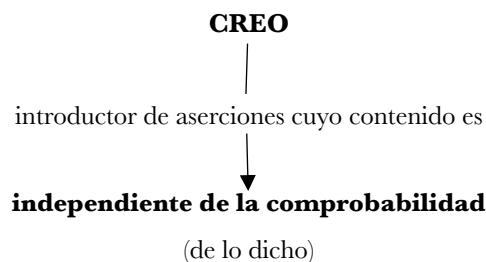 CREO
introductor de aserciones cuyo contenido es
independiente de la comprobabilidad
(de lo dicho)